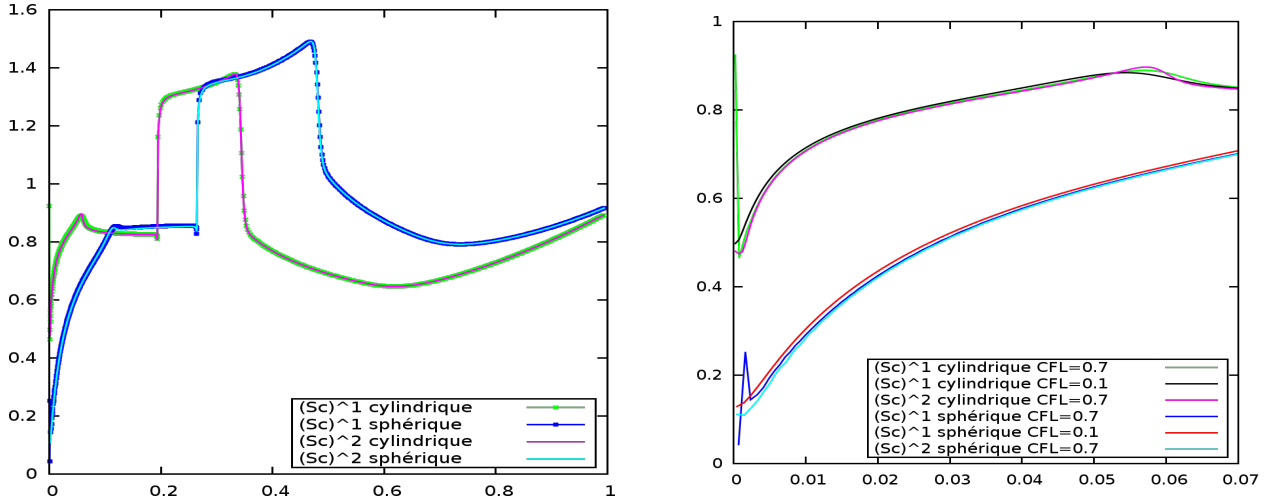 1.6
1.4
1.2
1
0.8
0.6
0.4
0.2
0
0 0.2 0.4 0.6 0.8 1
(Sc)^1 cylindrique
(Sc)^1 sphérique
(Sc)^2 cylindrique
(Sc)^2 sphérique
1
0.8
0.6
0.4
0.2
0
0 0.01 0.02 0.03 0.04 0.05 0.06 0.07
(Sc)^1 cylindrique CFL=0.7
(Sc)^1 cylindrique CFL=0.1
(Sc)^2 cylindrique CFL=0.7
(Sc)^1 sphérique CFL=0.7
(Sc)^1 sphérique CFL=0.1
(Sc)^2 sphérique CFL=0.7